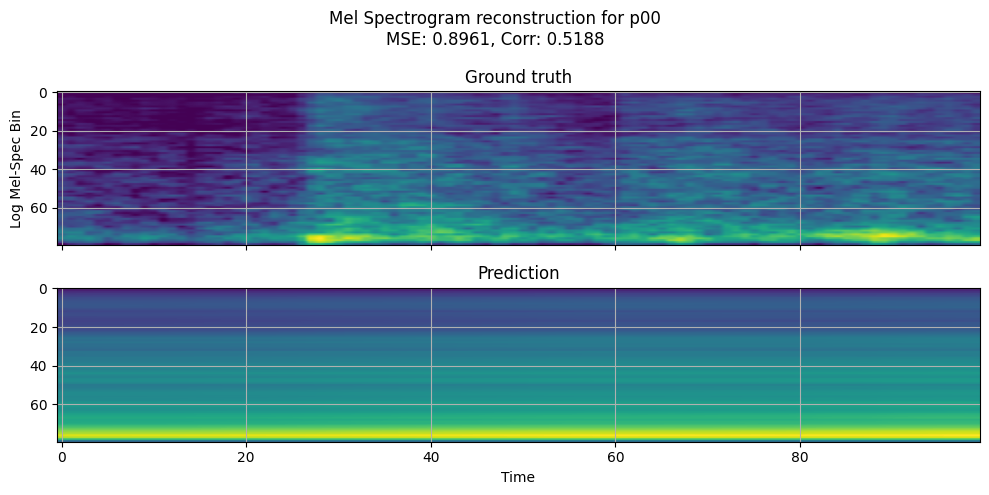 Mel Spectrogram reconstruction for p00
MSE: 0.8961, Corr: 0.5188
Ground truth
Log Mel-Spec Bin
0
20
40
60
Prediction
0
20
40
60
0 20 40 60 80
Time